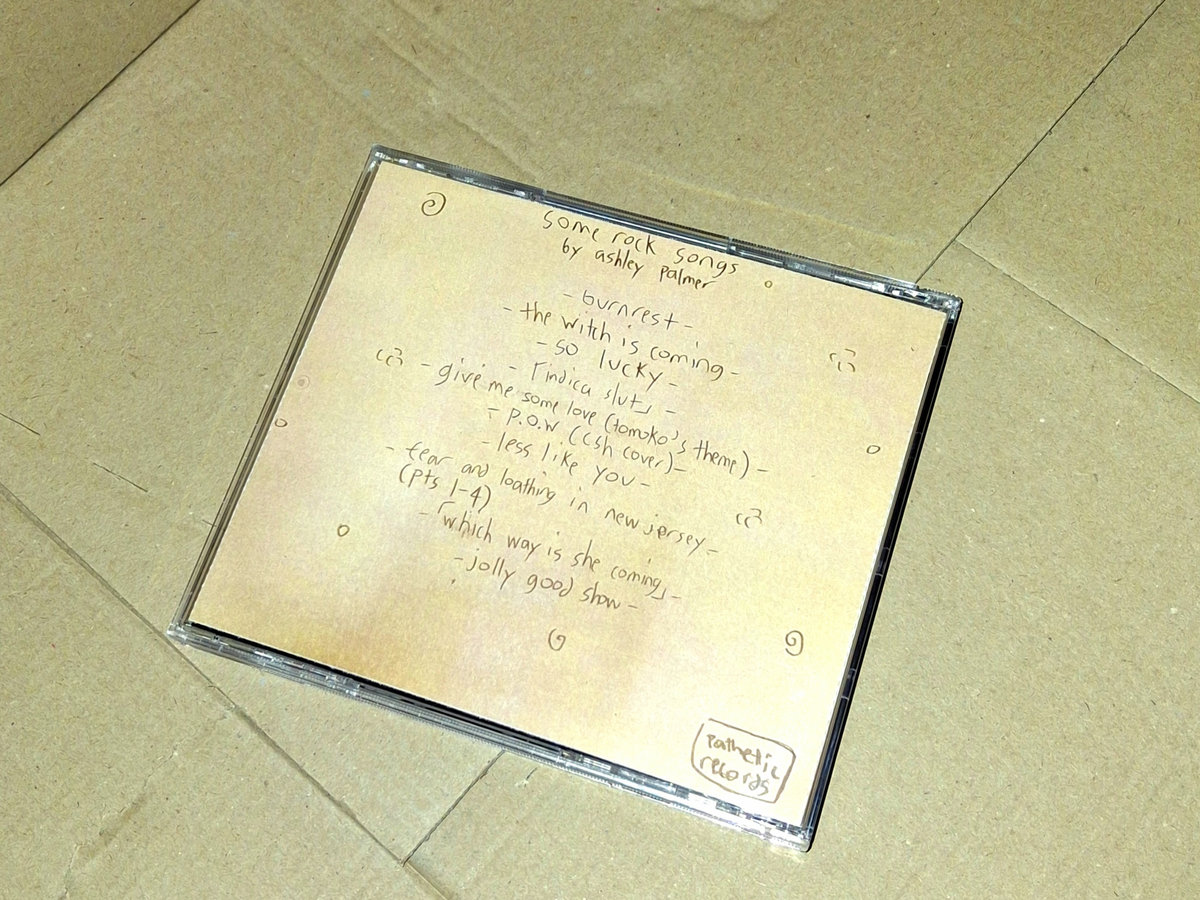 some rock songs
by ashley palmer
- burnrest -
- the witch is coming -
- so lucky -
- 「indica slut」 -
- give me some love (tomoko's theme) -
- P.O.W (csh cover) -
- less like you -
- fear and loathing in new jersey -
(pts 1-4)
- 「which way is she coming」 -
- jolly good show -
pathetic
records